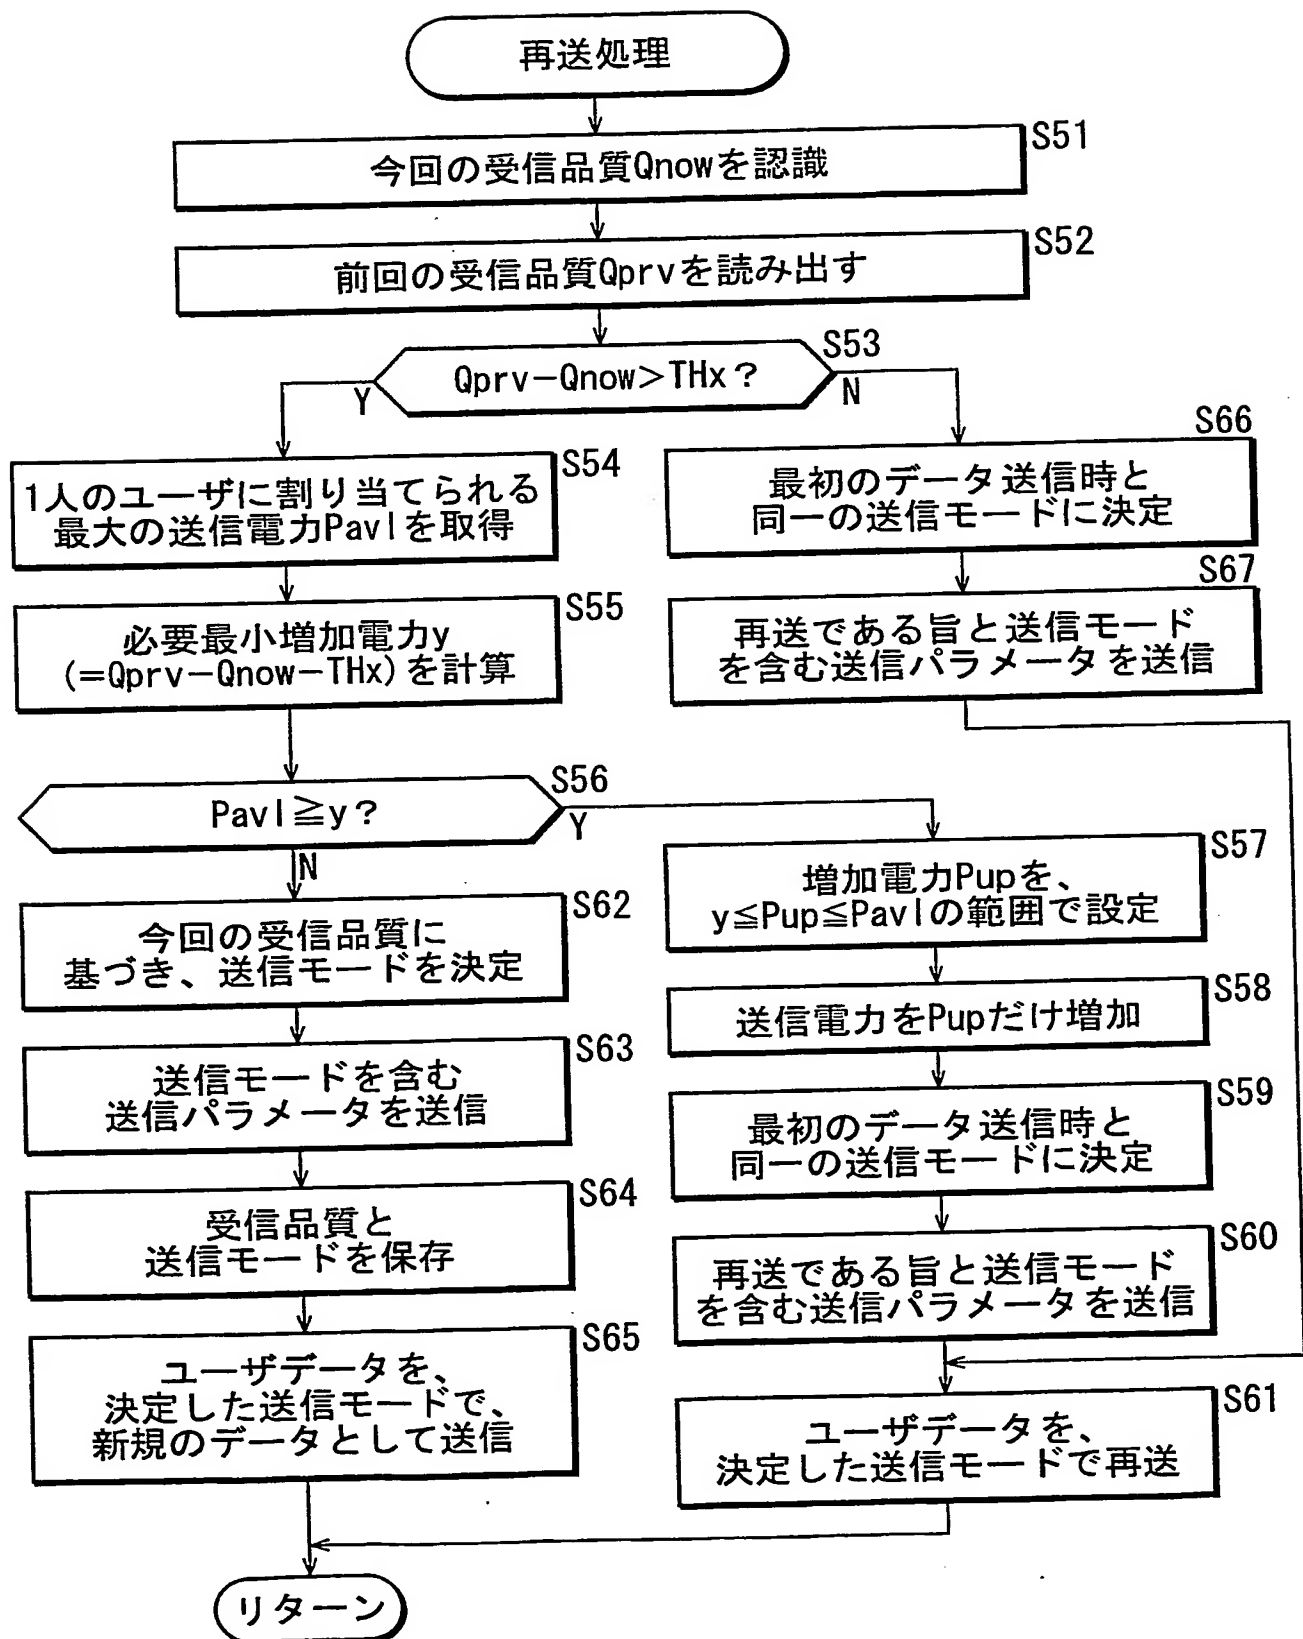 再送処理
S51
今回の受信品質Qnowを認識
S52
前回の受信品質Qprvを読み出す
S53
Qprv−Qnow>THx?
Y
N
S54
1人のユーザに割り当てられる
最大の送信電力Pavlを取得
S55
必要最小増加電力y
(=Qprv−Qnow−THx)を計算
S66
最初のデータ送信時と
同一の送信モードに決定
S67
再送である旨と送信モード
を含む送信パラメータを送信
S56
Pavl≧y?
Y
N
S57
増加電力Pupを、
y≦Pup≦Pavlの範囲で設定
S58
送信電力をPupだけ増加
S59
最初のデータ送信時と
同一の送信モードに決定
S60
再送である旨と送信モード
を含む送信パラメータを送信
S61
ユーザデータを、
決定した送信モードで再送
S62
今回の受信品質に
基づき、送信モードを決定
S63
送信モードを含む
送信パラメータを送信
S64
受信品質と
送信モードを保存
S65
ユーザデータを、
決定した送信モードで、
新規のデータとして送信
リターン